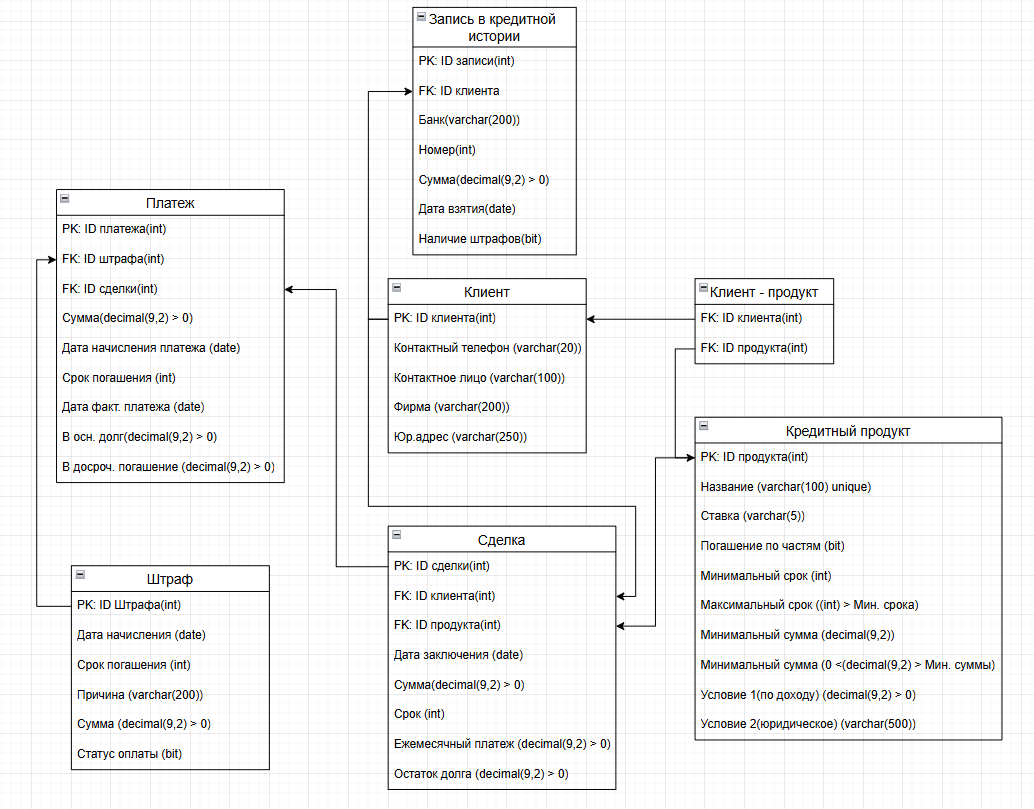 Запись в кредитной
истории
PK: ID записи(int)
FK: ID клиента
Банк(varchar(200))
Номер(int)
Сумма(decimal(9,2) > 0)
Дата взятия(date)
Наличие штрафов(bit)
Платеж
PK: ID платежа(int)
FK: ID штрафа(int)
FK: ID сделки(int)
Сумма(decimal(9,2) > 0)
Дата начисления платежа (date)
Срок погашения (int)
Дата факт. платежа (date)
В осн. долг(decimal(9,2) > 0)
В досроч. погашение (decimal(9,2) > 0)
Клиент
PK: ID клиента(int)
Контактный телефон (varchar(20))
Контактное лицо (varchar(100))
Фирма (varchar(200))
Юр.адрес (varchar(250))
Клиент - продукт
FK: ID клиента(int)
FK: ID продукта(int)
Кредитный продукт
PK: ID продукта(int)
Название (varchar(100) unique)
Ставка (varchar(5))
Погашение по частям (bit)
Минимальный срок (int)
Максимальный срок ((int) > Мин. срока)
Минимальный сумма (decimal(9,2))
Минимальный сумма (0 <(decimal(9,2) > Мин. суммы)
Условие 1(по доходу) (decimal(9,2) > 0)
Условие 2(юридическое) (varchar(500))
Сделка
PK: ID сделки(int)
FK: ID клиента(int)
FK: ID продукта(int)
Дата заключения (date)
Сумма(decimal(9,2) > 0)
Срок (int)
Ежемесячный платеж (decimal(9,2) > 0)
Остаток долга (decimal(9,2) > 0)
Штраф
PK: ID Штрафа(int)
Дата начисления (date)
Срок погашения (int)
Причина (varchar(200))
Сумма (decimal(9,2) > 0)
Статус оплаты (bit)